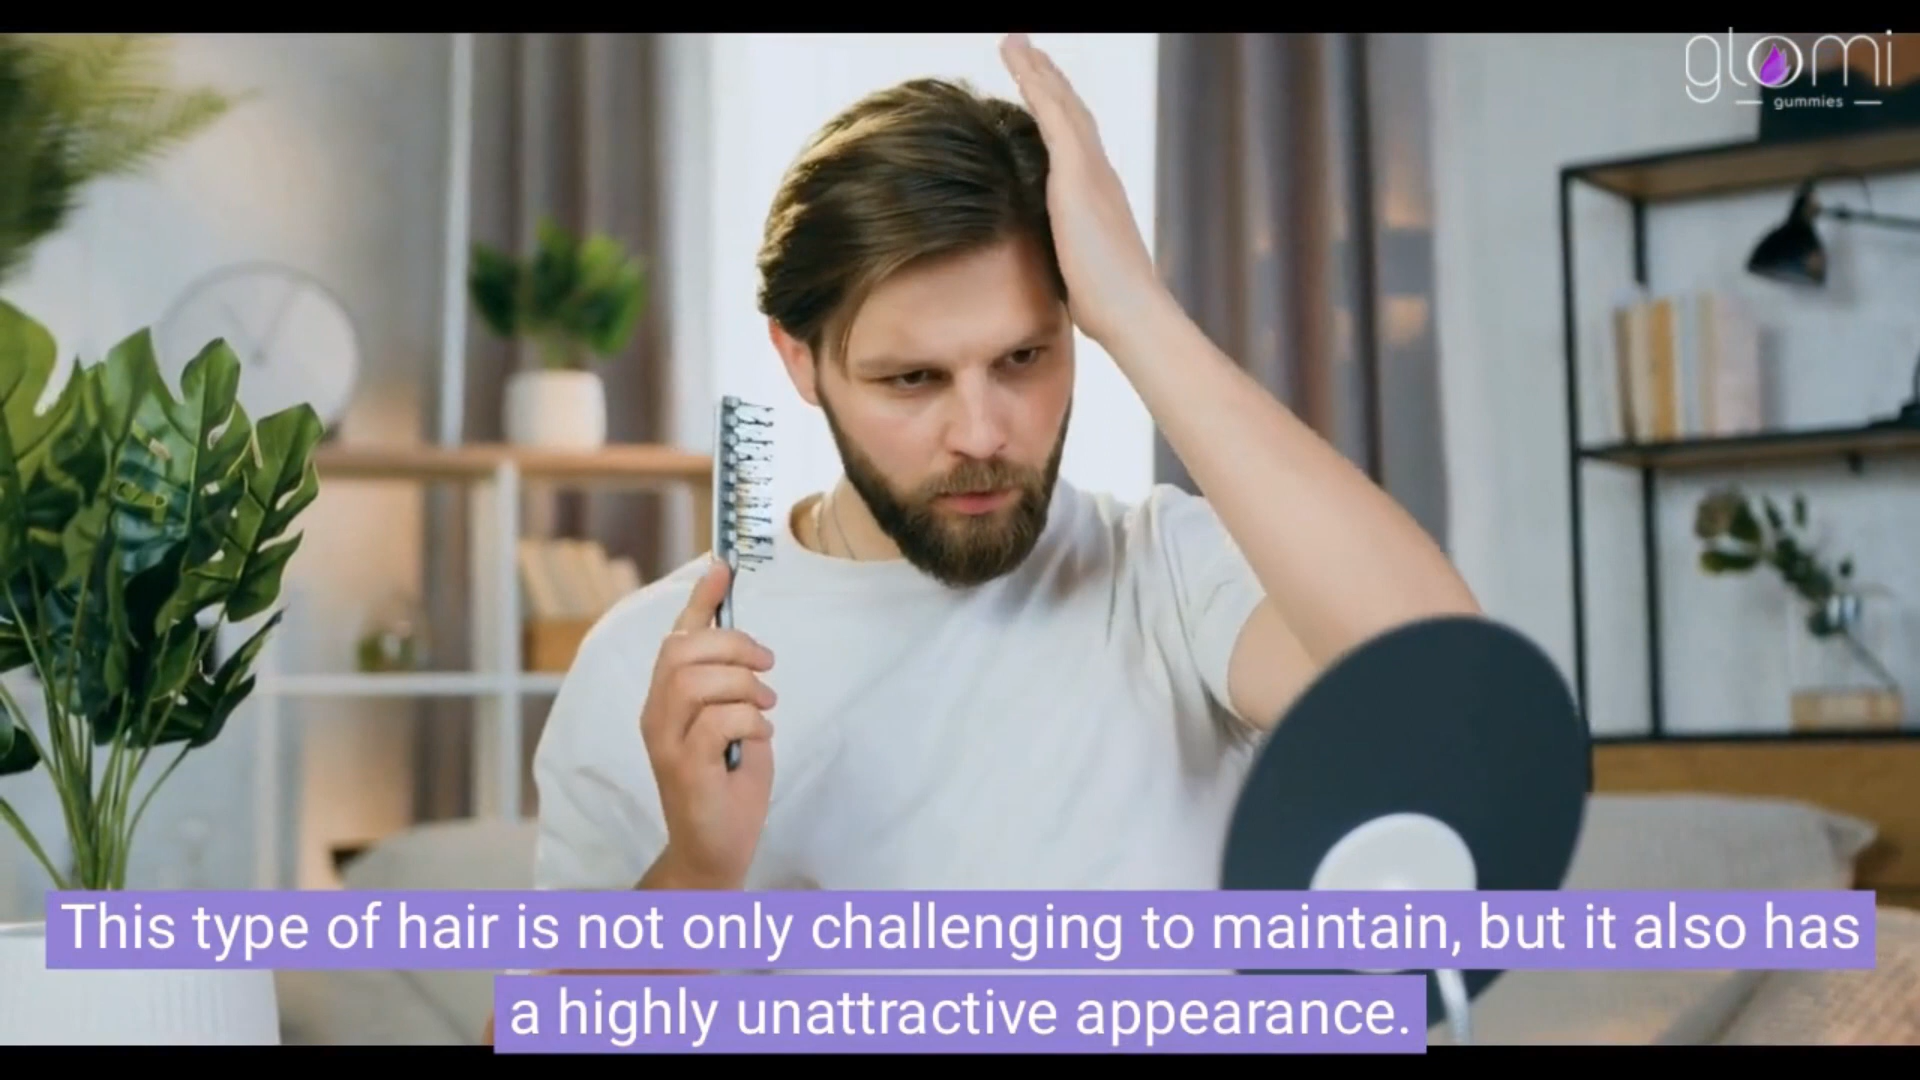 glomi
gummies
This type of hair is not only challenging to maintain, but it also has
a highly unattractive appearance.